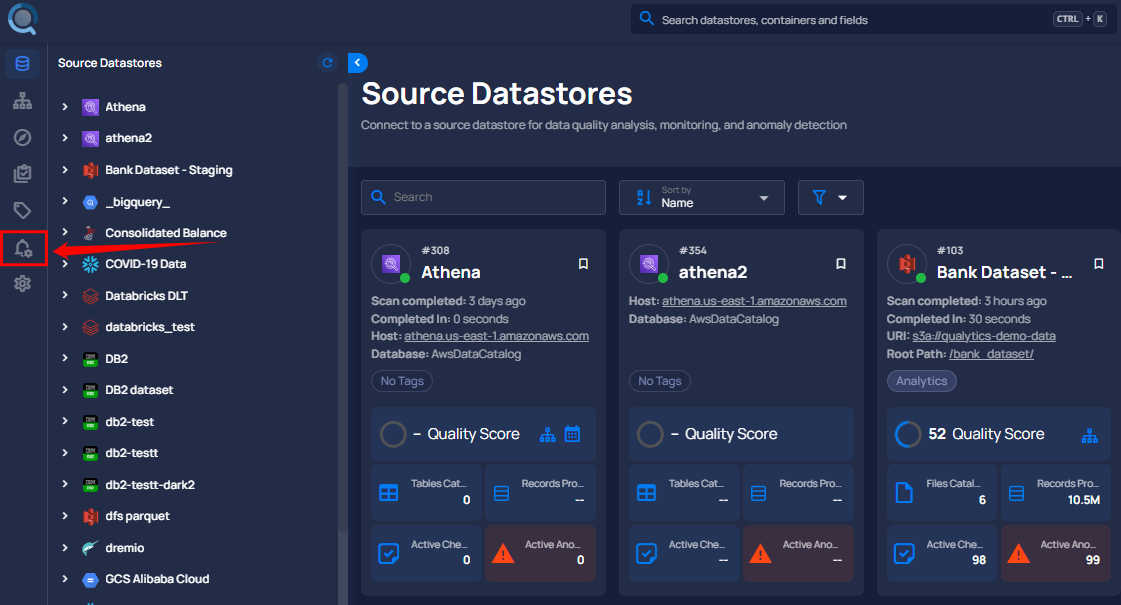 Search datastores, containers and fields
CTRL + K
Source Datastores
Athena
athena2
Bank Dataset - Staging
_bigquery_
Consolidated Balance
COVID-19 Data
Databricks DLT
databricks_test
DB2
DB2 dataset
db2-test
db2-testt
db2-testt-dark2
dfs parquet
dremio
GCS Alibaba Cloud
Source Datastores
Connect to a source datastore for data quality analysis, monitoring, and anomaly detection
Search
Sort by
Name
#308
Athena
Scan completed: 3 days ago
Completed In: 0 seconds
Host: athena.us-east-1.amazonaws.com
Database: AwsDataCatalog
No Tags
– Quality Score
Tables Cat...
0
Records Pro...
--
Active Che...
0
Active Ano...
0
#354
athena2
Host: athena.us-east-1.amazonaws.com
Database: AwsDataCatalog
No Tags
– Quality Score
Tables Cat...
--
Records Pro...
--
Active Che...
--
Active Ano...
--
#103
Bank Dataset - ...
Scan completed: 3 hours ago
Completed In: 30 seconds
URI: s3a://qualytics-demo-data
Root Path: /bank_dataset/
Analytics
52 Quality Score
Files Catal...
6
Records Pro...
10.5M
Active Che...
98
Active Ano...
99